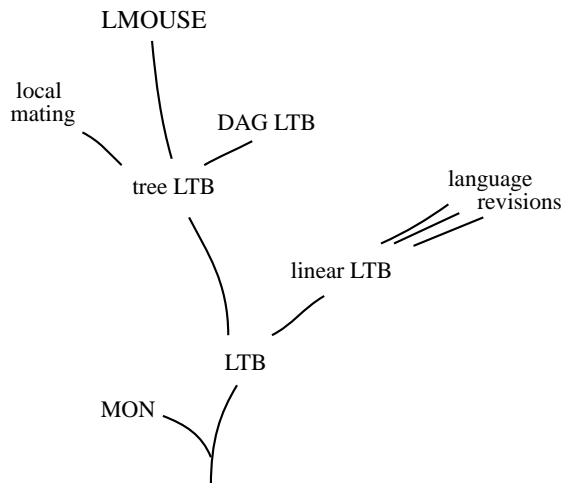 LMOUSE
local
mating
DAG LTB
tree LTB
language
revisions
linear LTB
LTB
MON